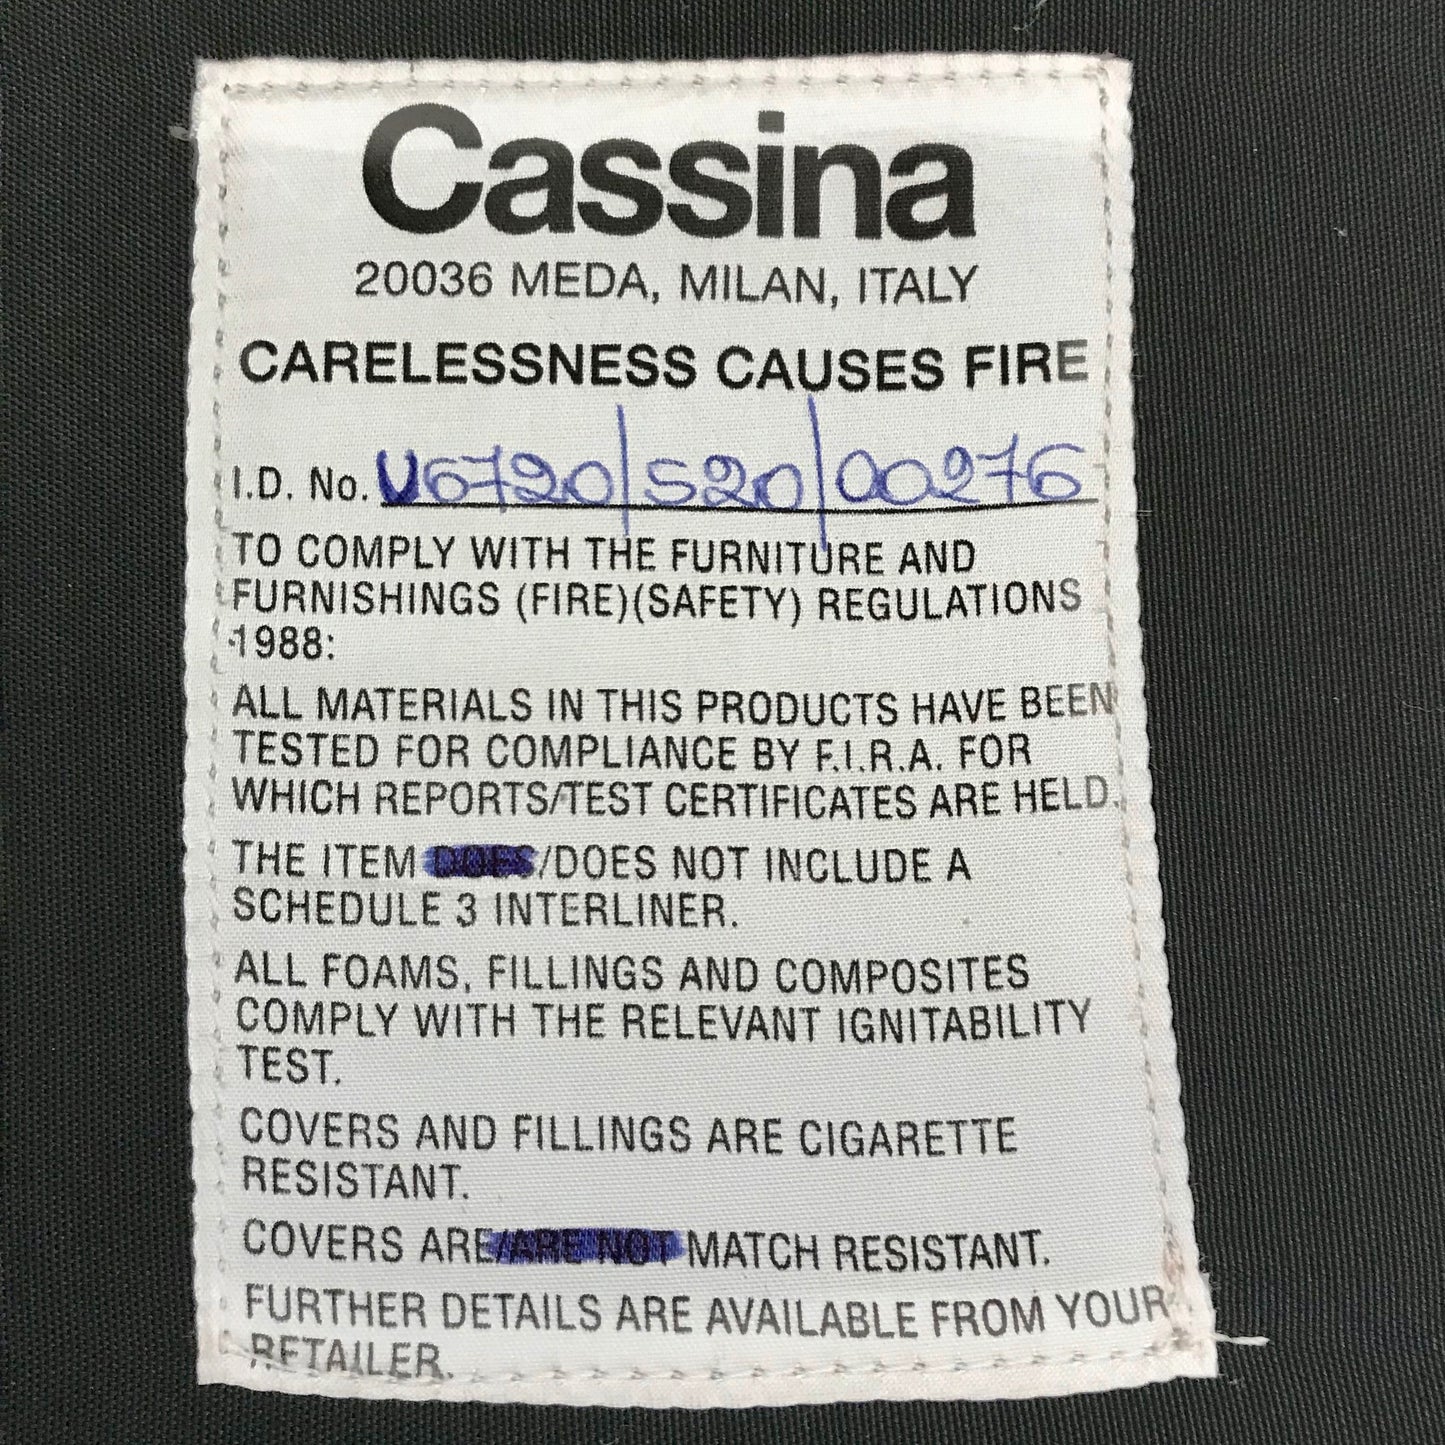 Cassina
20036 MEDA, MILAN, ITALY
CARELESSNESS CAUSES FIRE
I.D. No. V6720/S20/00276
TO COMPLY WITH THE FURNITURE AND
FURNISHINGS (FIRE)(SAFETY) REGULATIONS
1988:
ALL MATERIALS IN THIS PRODUCTS HAVE BEEN
TESTED FOR COMPLIANCE BY F.I.R.A. FOR
WHICH REPORTS/TEST CERTIFICATES ARE HELD.
THE ITEM DOES/DOES NOT INCLUDE A
SCHEDULE 3 INTERLINER.
ALL FOAMS, FILLINGS AND COMPOSITES
COMPLY WITH THE RELEVANT IGNITABILITY
TEST.
COVERS AND FILLINGS ARE CIGARETTE
RESISTANT.
COVERS ARE/ARE NOT MATCH RESISTANT.
FURTHER DETAILS ARE AVAILABLE FROM YOUR
RETAILER.